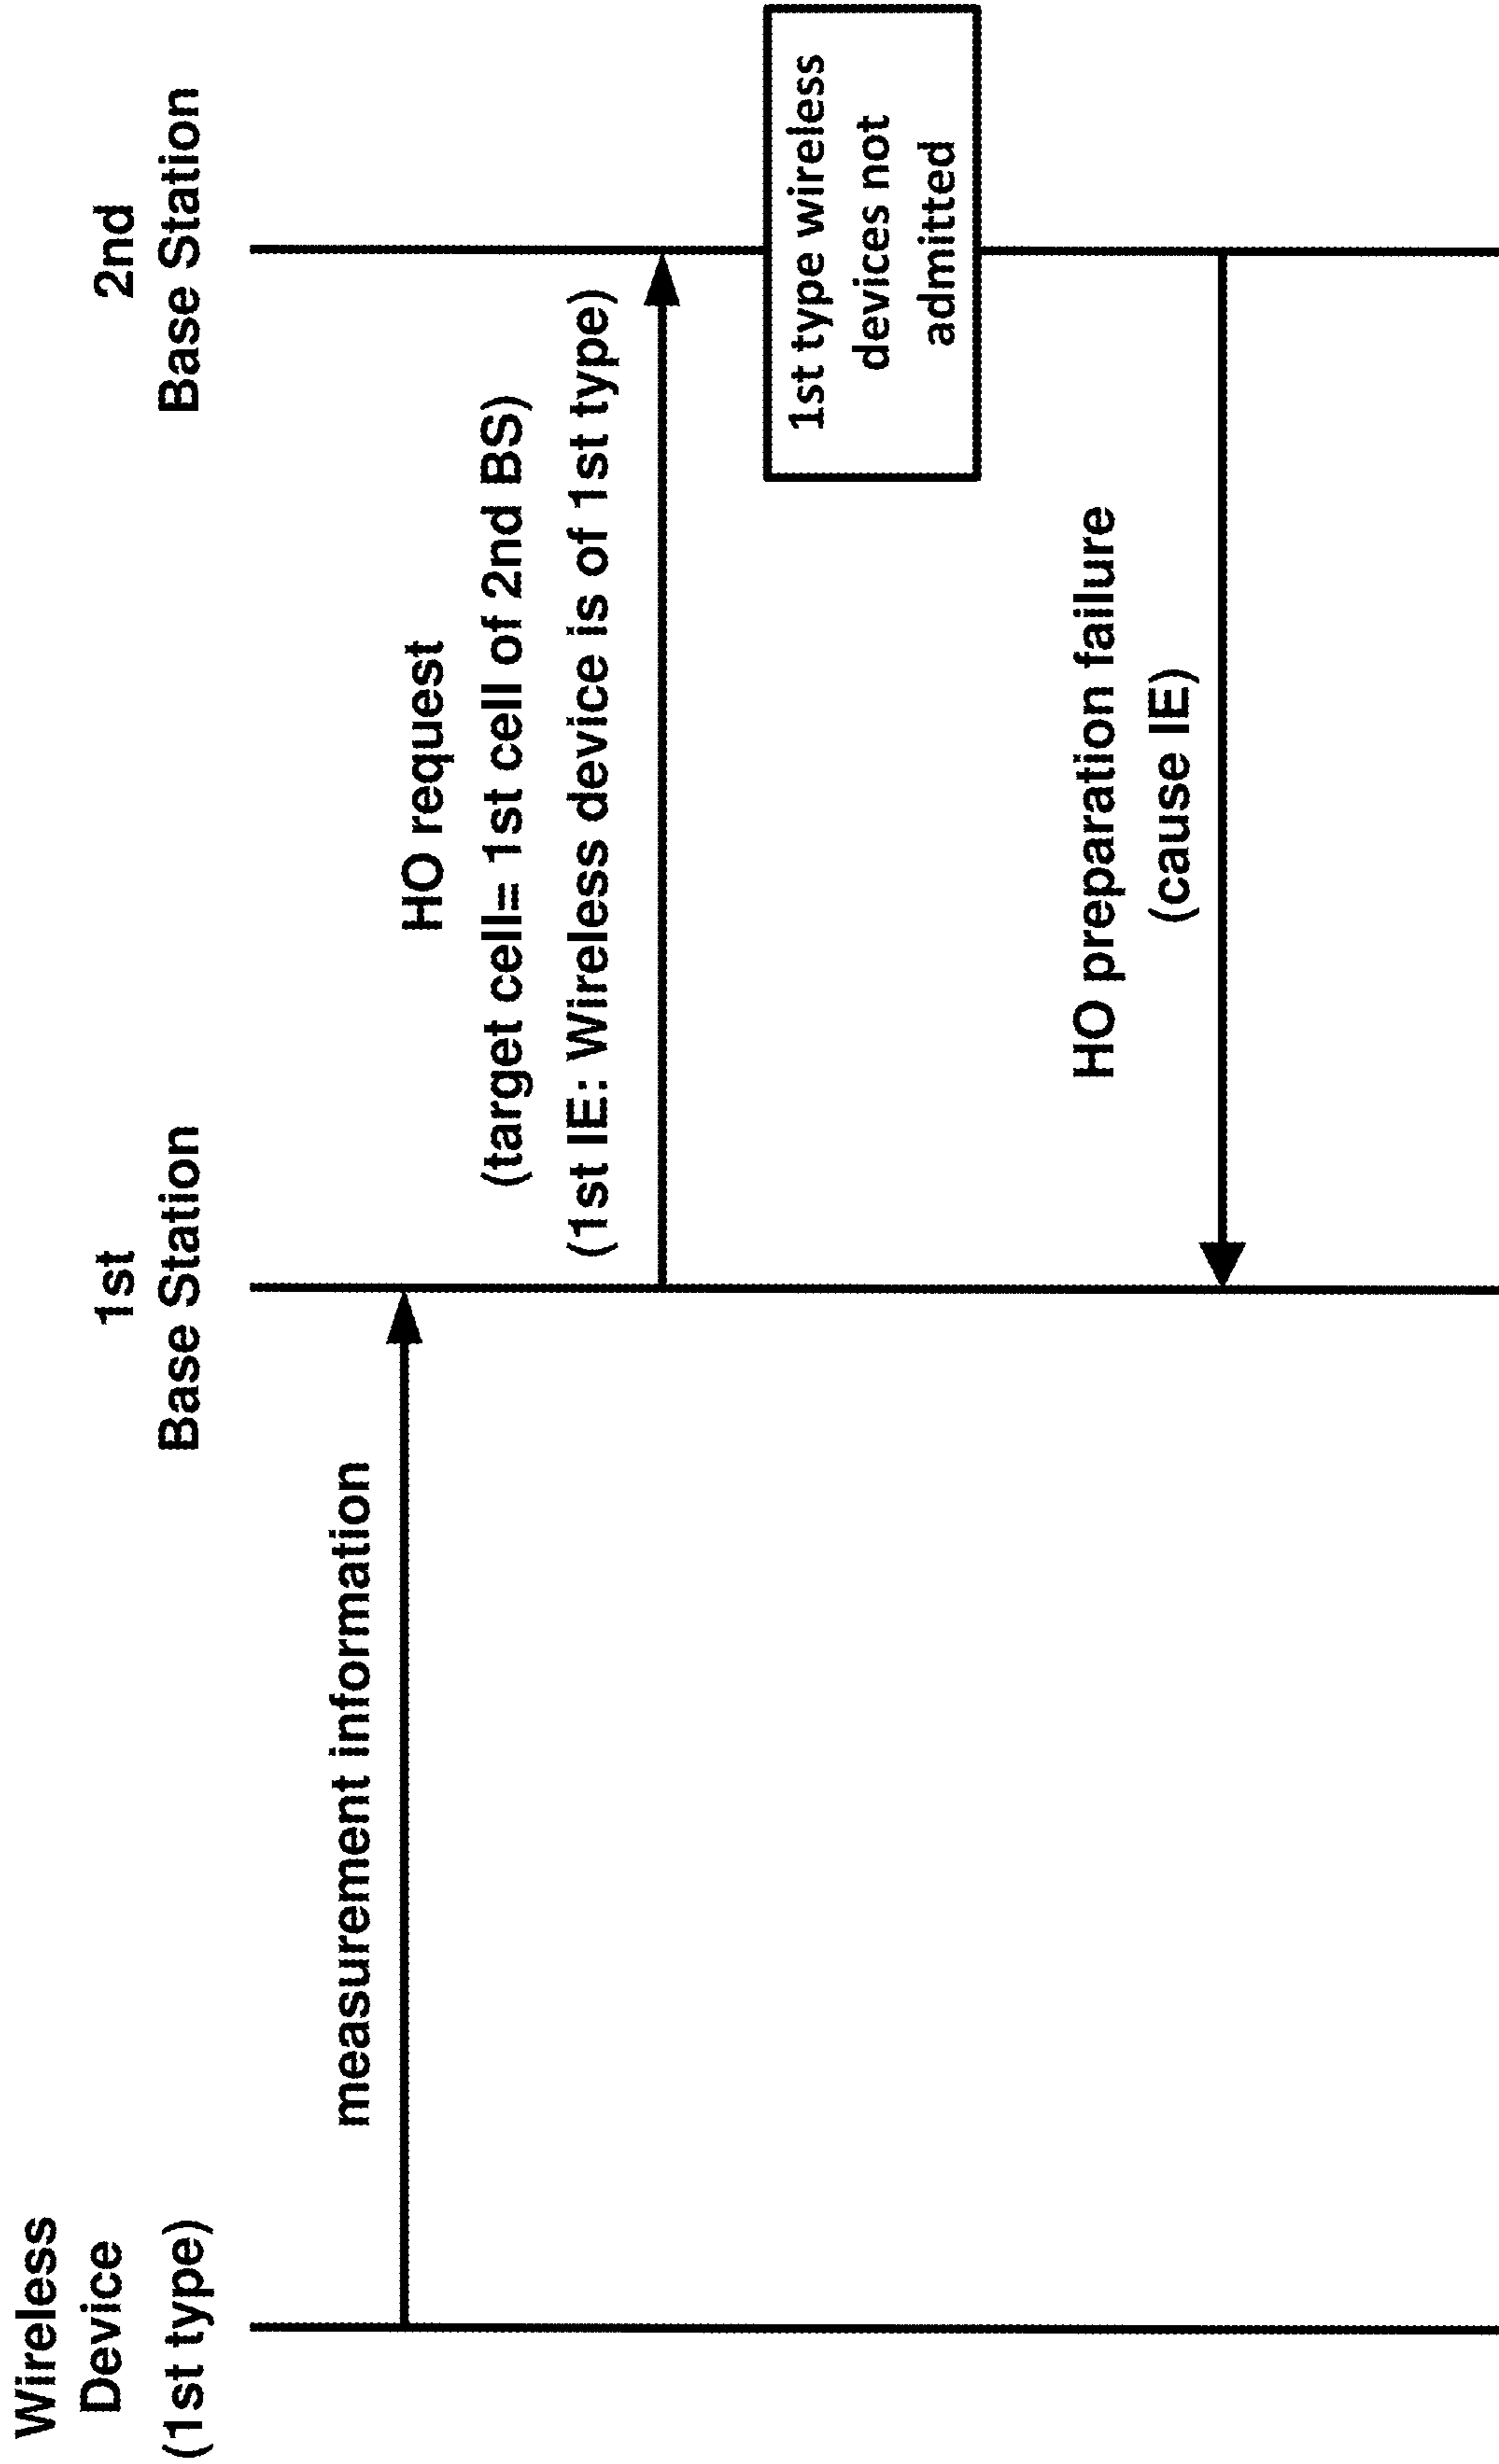 Wireless
Device
(1st type)
1st
Base Station
2nd
Base Station
measurement information
HO request
(target cell= 1st cell of 2nd BS)
(1st IE: Wireless device is of 1st type)
1st type wireless
devices not
admitted
HO preparation failure
(cause IE)